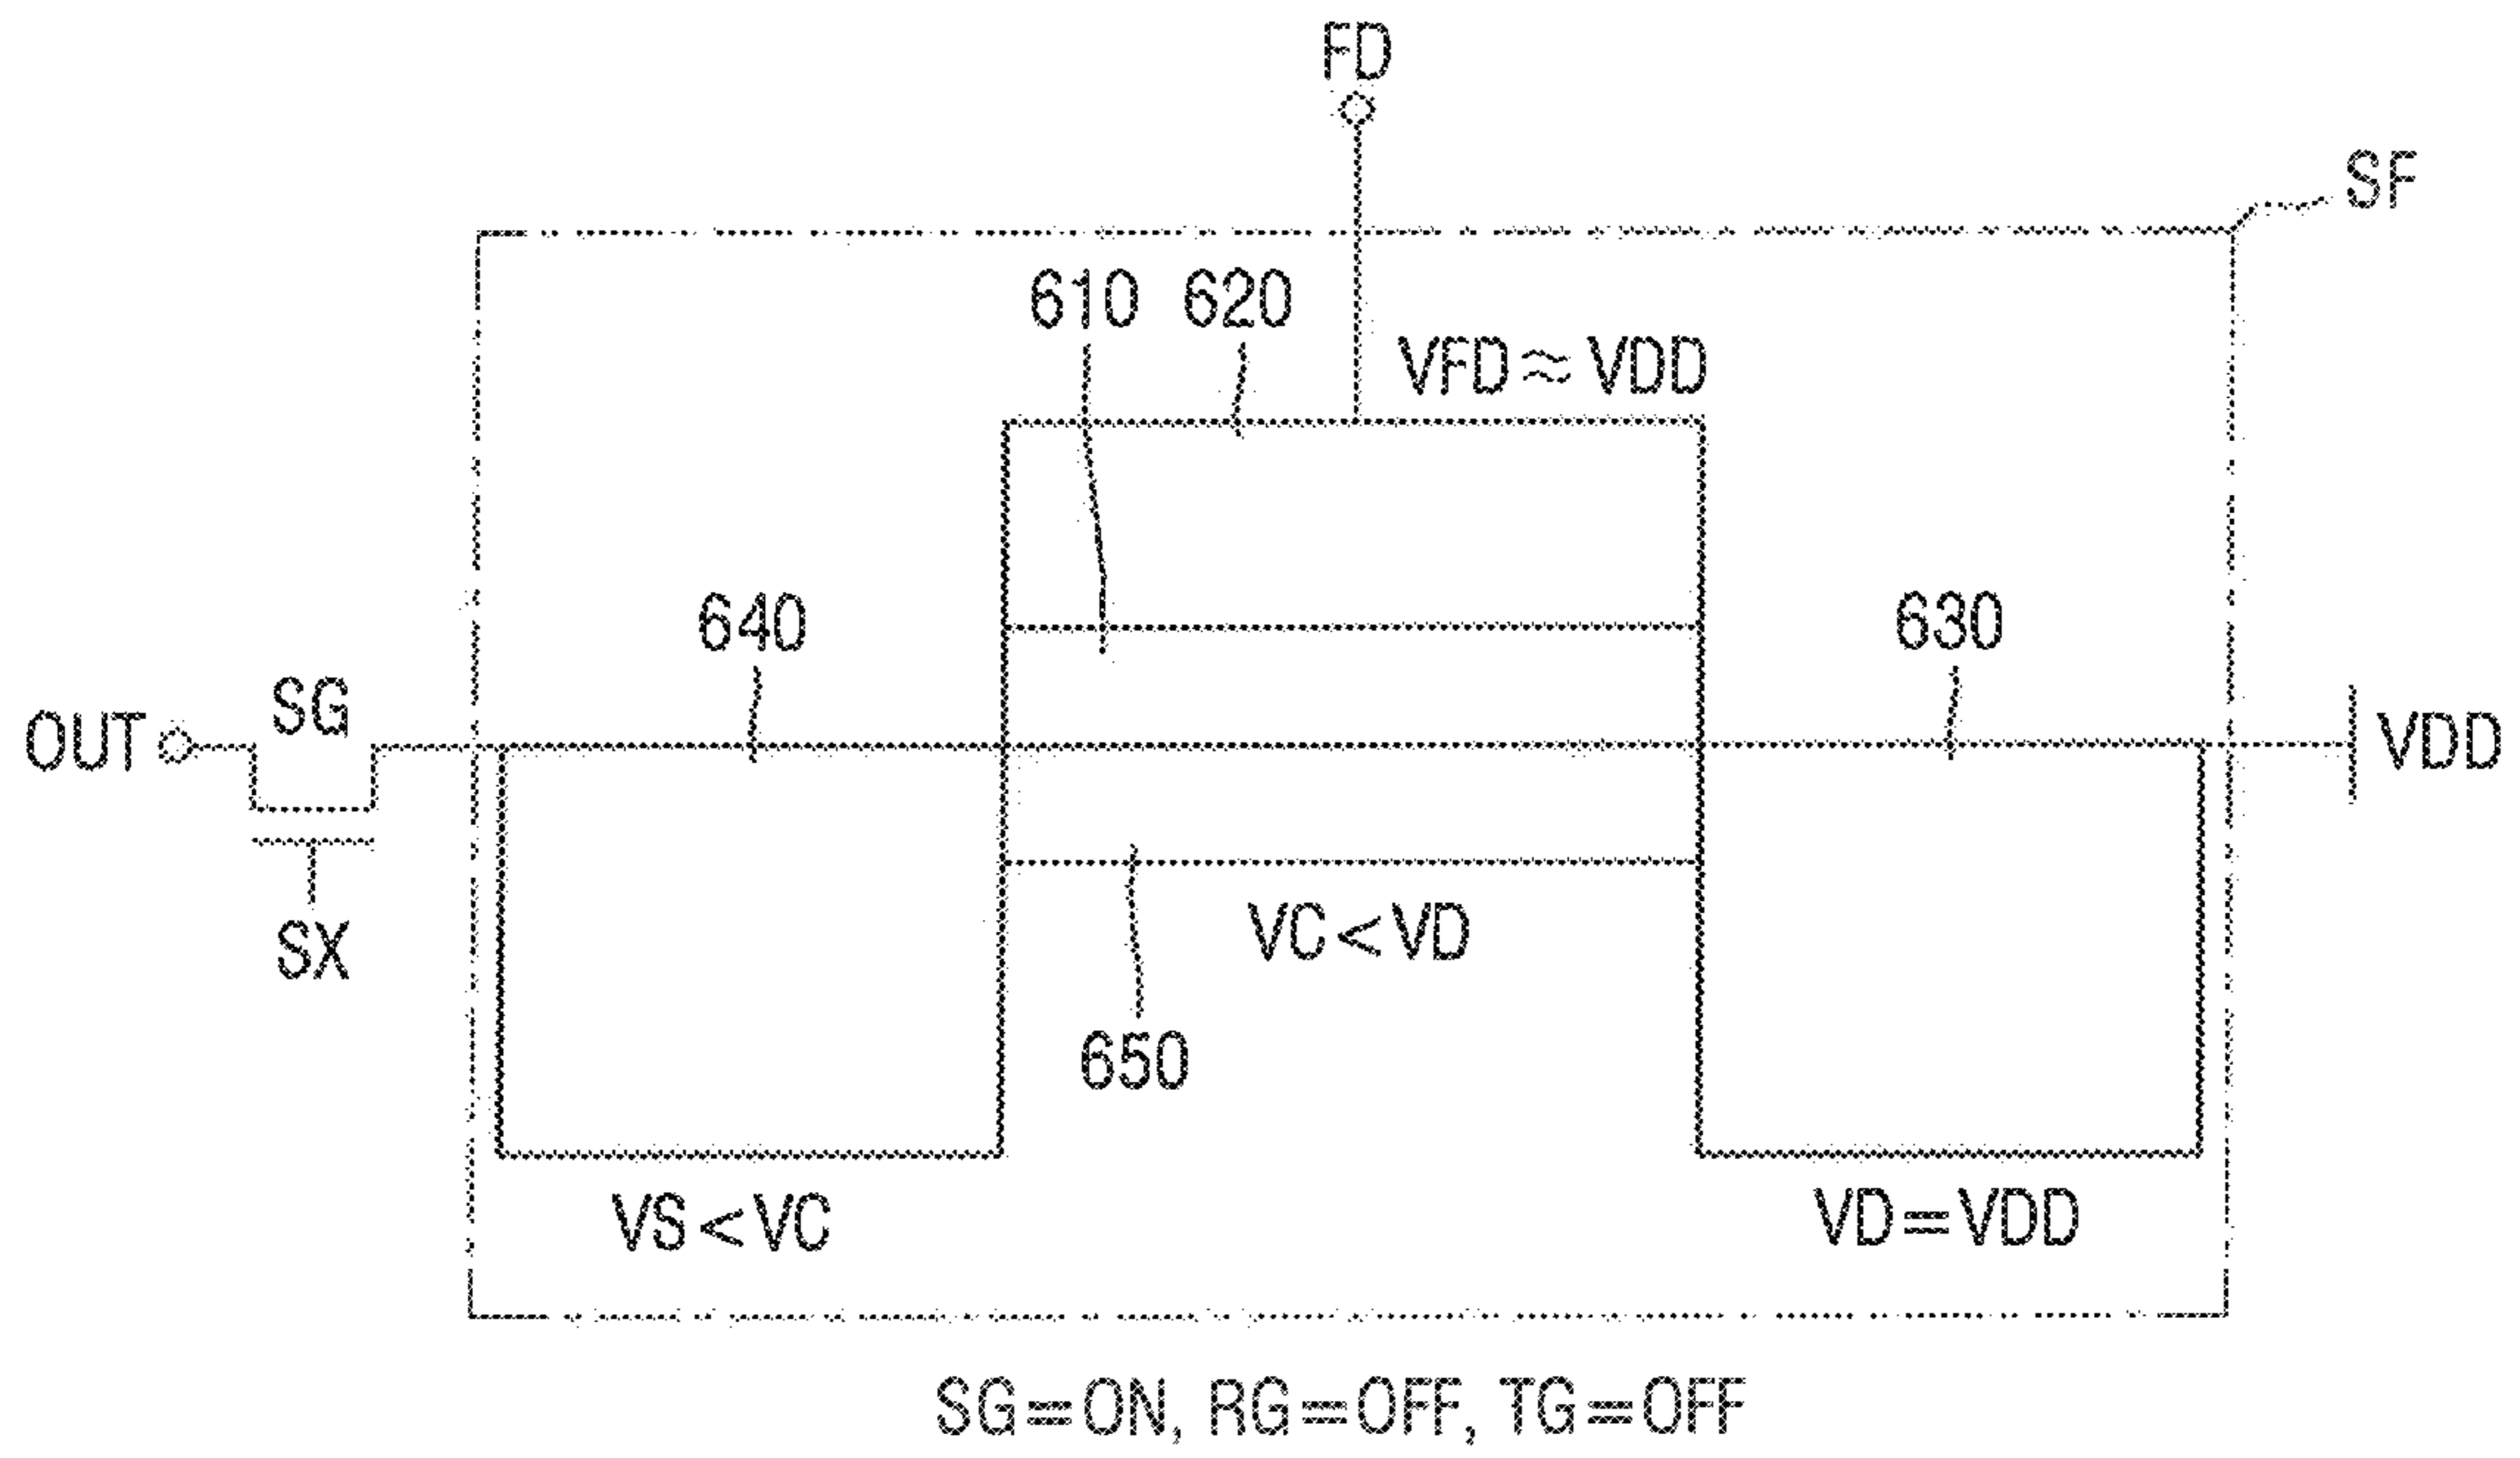 FD
SF
610 620
VFD≈VDD
640
630
SG
OUT
VDD
SX
VC<VD
650
VS<VC
VD=VDD
SG=ON, RG=OFF, TG=OFF